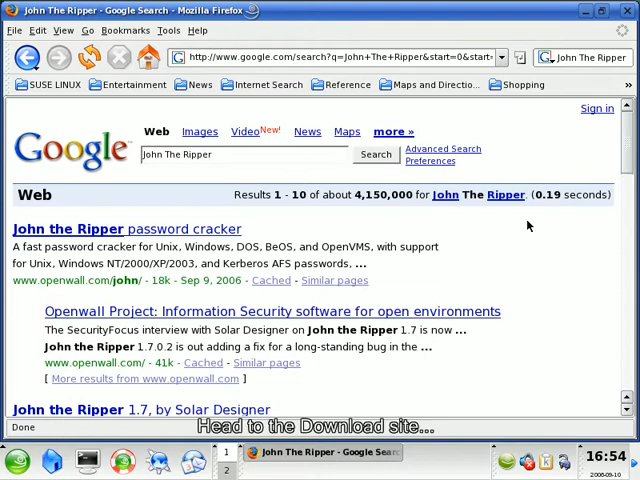 John The Ripper - Google Search - Mozilla Firefox
File Edit View Go Bookmarks Tools Help
http://www.google.com/search?q=John+The+Ripper&start=0&start=
G John The Ripper
SUSE LINUX Entertainment News Internet Search Reference Maps and Directio... Shopping »
Sign in
Google
Web Images Video New! News Maps more »
John The Ripper Search Advanced Search
Preferences
Web Results 1 - 10 of about 4,150,000 for John The Ripper. (0.19 seconds)
John the Ripper password cracker
A fast password cracker for Unix, Windows, DOS, BeOS, and OpenVMS, with support
for Unix, Windows NT/2000/XP/2003, and Kerberos AFS passwords, ...
www.openwall.com/john/ - 18k - Sep 9, 2006 - Cached - Similar pages
Openwall Project: Information Security software for open environments
The SecurityFocus interview with Solar Designer on John the Ripper 1.7 is now ...
John the Ripper 1.7.0.2 is out adding a fix for a long-standing bug in the ...
www.openwall.com/ - 41k - Cached - Similar pages
[ More results from www.openwall.com ]
John the Ripper 1.7, by Solar Designer
Head to the Download site...
Done
1
2
John The Ripper - Google Searc
16:54
2006-09-10